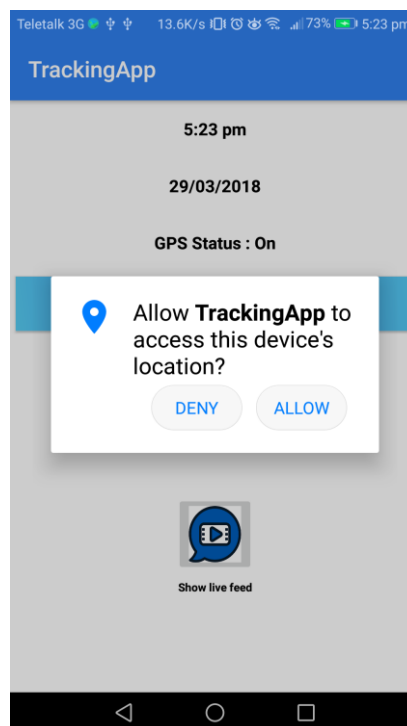 Teletalk 3G 13.6K/s 73% 5:23 pm
TrackingApp
5:23 pm
29/03/2018
GPS Status : On
Allow TrackingApp to
access this device's
location?
DENY ALLOW
Show live feed